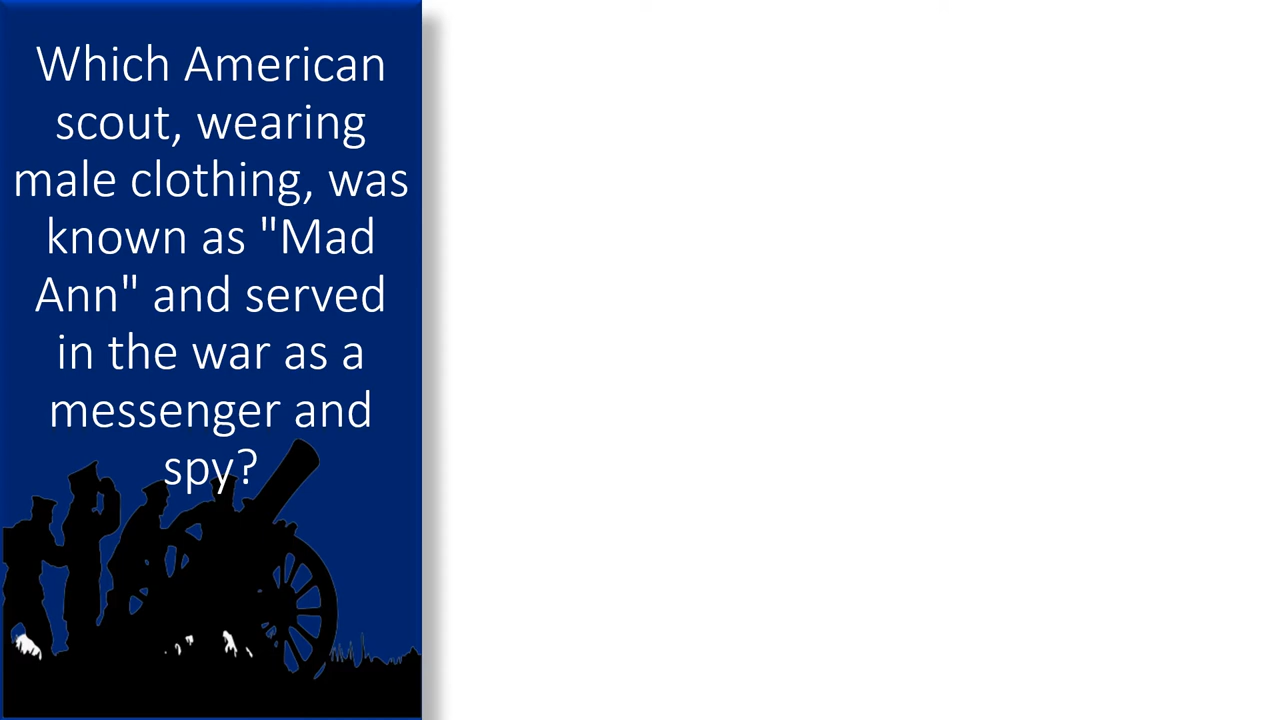 Which American
scout, wearing
male clothing, was
known as "Mad
Ann" and served
in the war as a
messenger and
spy?